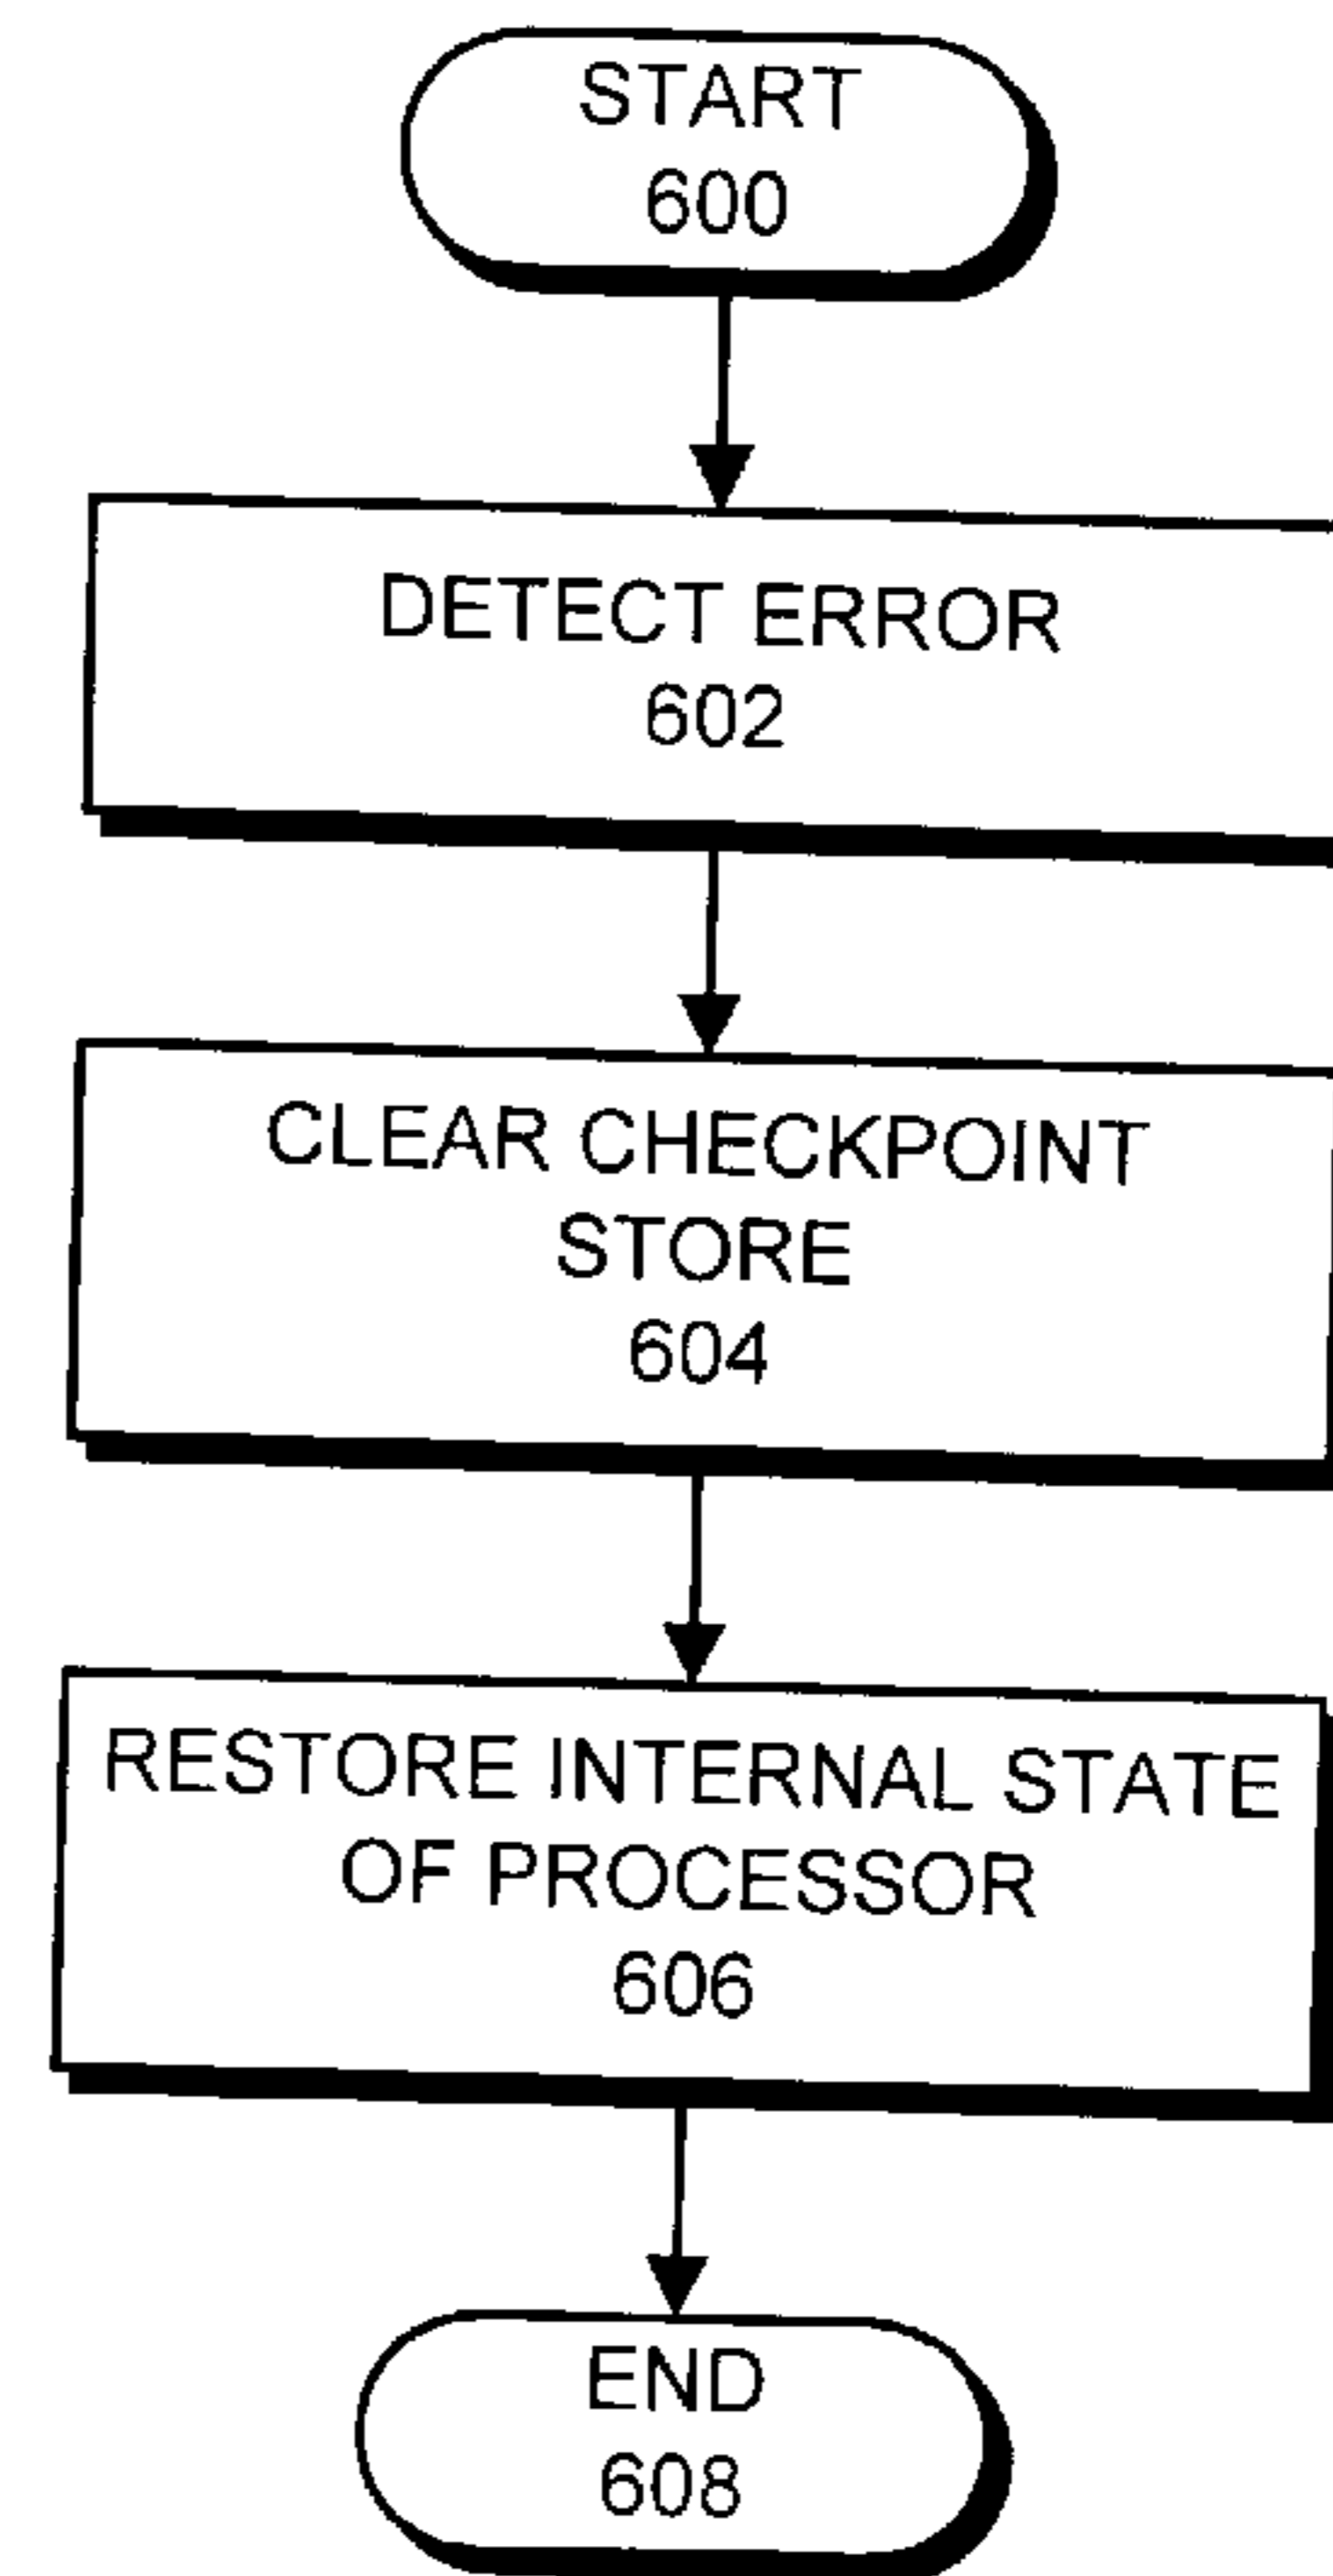 START
600
DETECT ERROR
602
CLEAR CHECKPOINT
STORE
604
RESTORE INTERNAL STATE
OF PROCESSOR
606
END
608